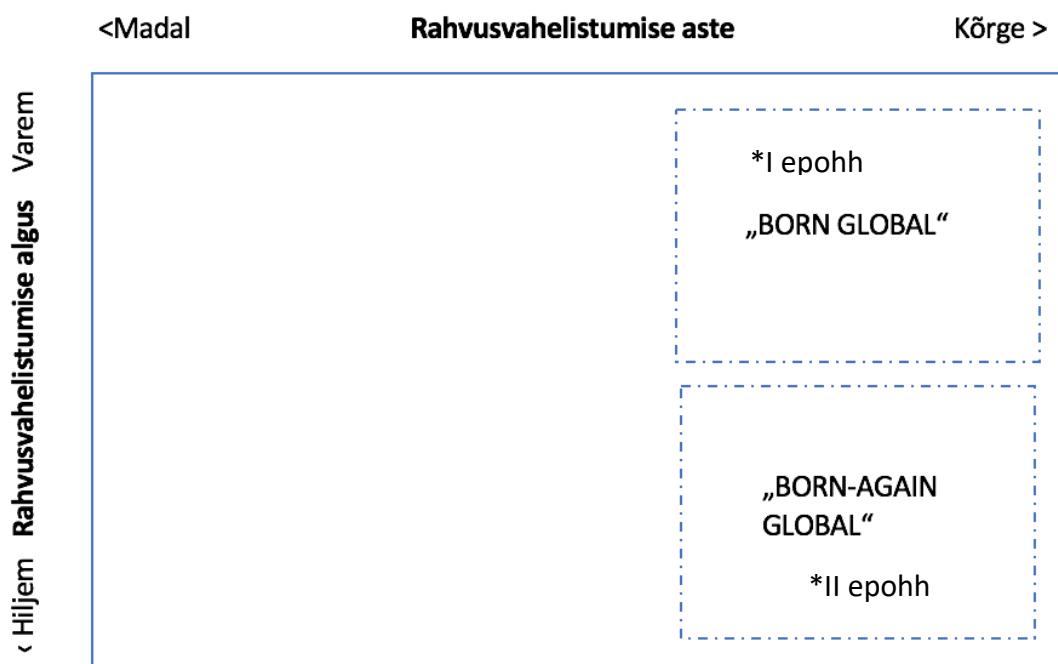 <Madal Rahvusvahelistumise aste Kõrge >
‹ Hiljem Rahvusvahelistumise algus Varem
*I epohh
„BORN GLOBAL“
„BORN-AGAIN
GLOBAL“
*II epohh